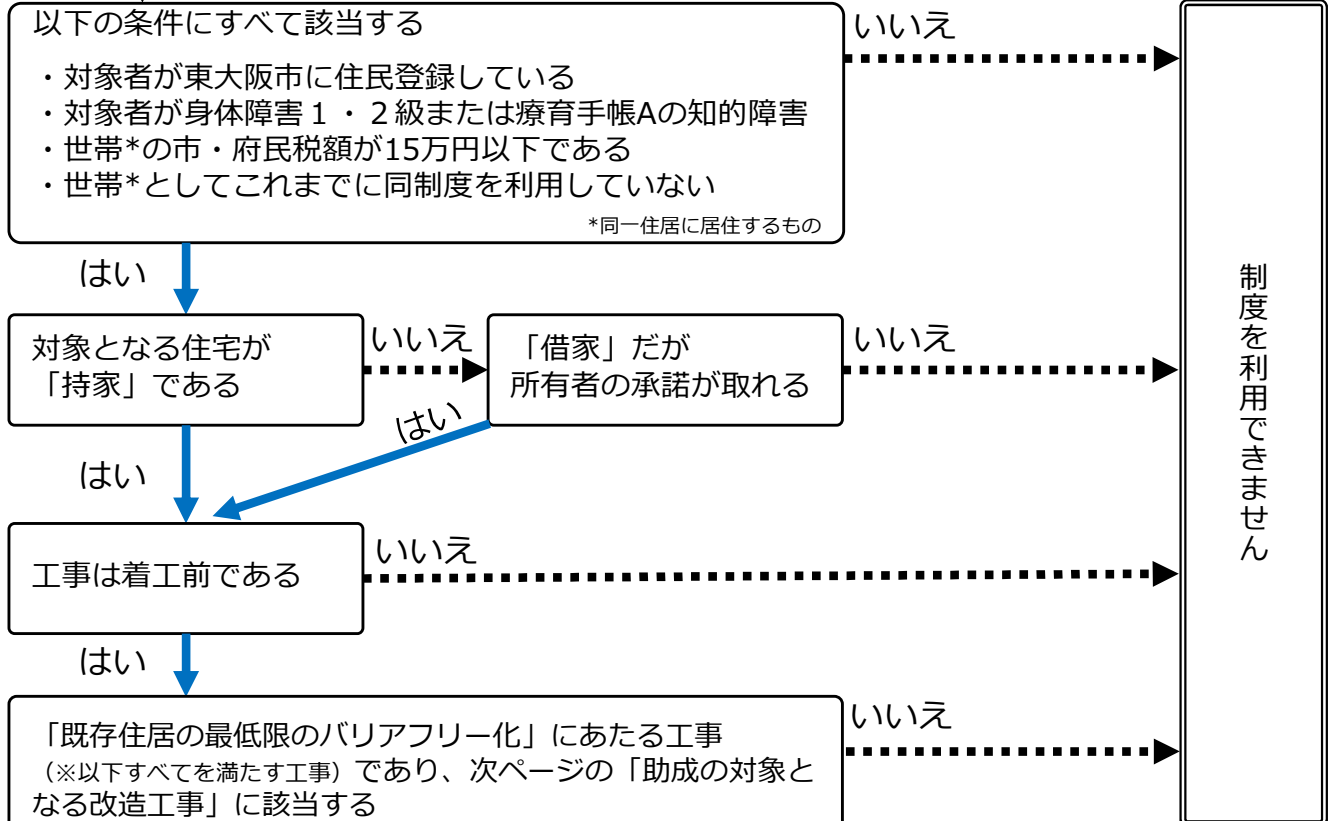 以下の条件にすべて該当する
・対象者が東大阪市に住民登録している
・対象者が身体障害１・２級または療育手帳Aの知的障害
・世帯*の市・府民税額が15万円以下である
・世帯*としてこれまでに同制度を利用していない
*同一住居に居住するもの
いいえ
はい
対象となる住宅が
「持家」である
いいえ
「借家」だが
所有者の承諾が取れる
いいえ
はい
はい
工事は着工前である
いいえ
はい
「既存住居の最低限のバリアフリー化」にあたる工事
（※以下すべてを満たす工事）であり、次ページの「助成の対象と
なる改造工事」に該当する
いいえ
制度を利用できません